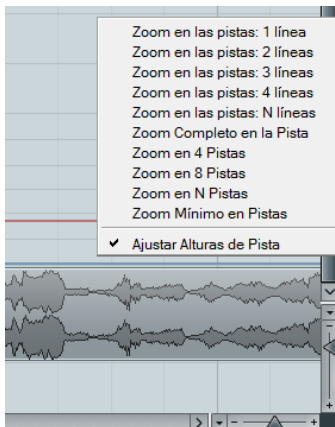 Zoom en las pistas: 1 línea
Zoom en las pistas: 2 líneas
Zoom en las pistas: 3 líneas
Zoom en las pistas: 4 líneas
Zoom en las pistas: N líneas
Zoom Completo en la Pista
Zoom en 4 Pistas
Zoom en 8 Pistas
Zoom en N Pistas
Zoom Mínimo en Pistas
Ajustar Alturas de Pista